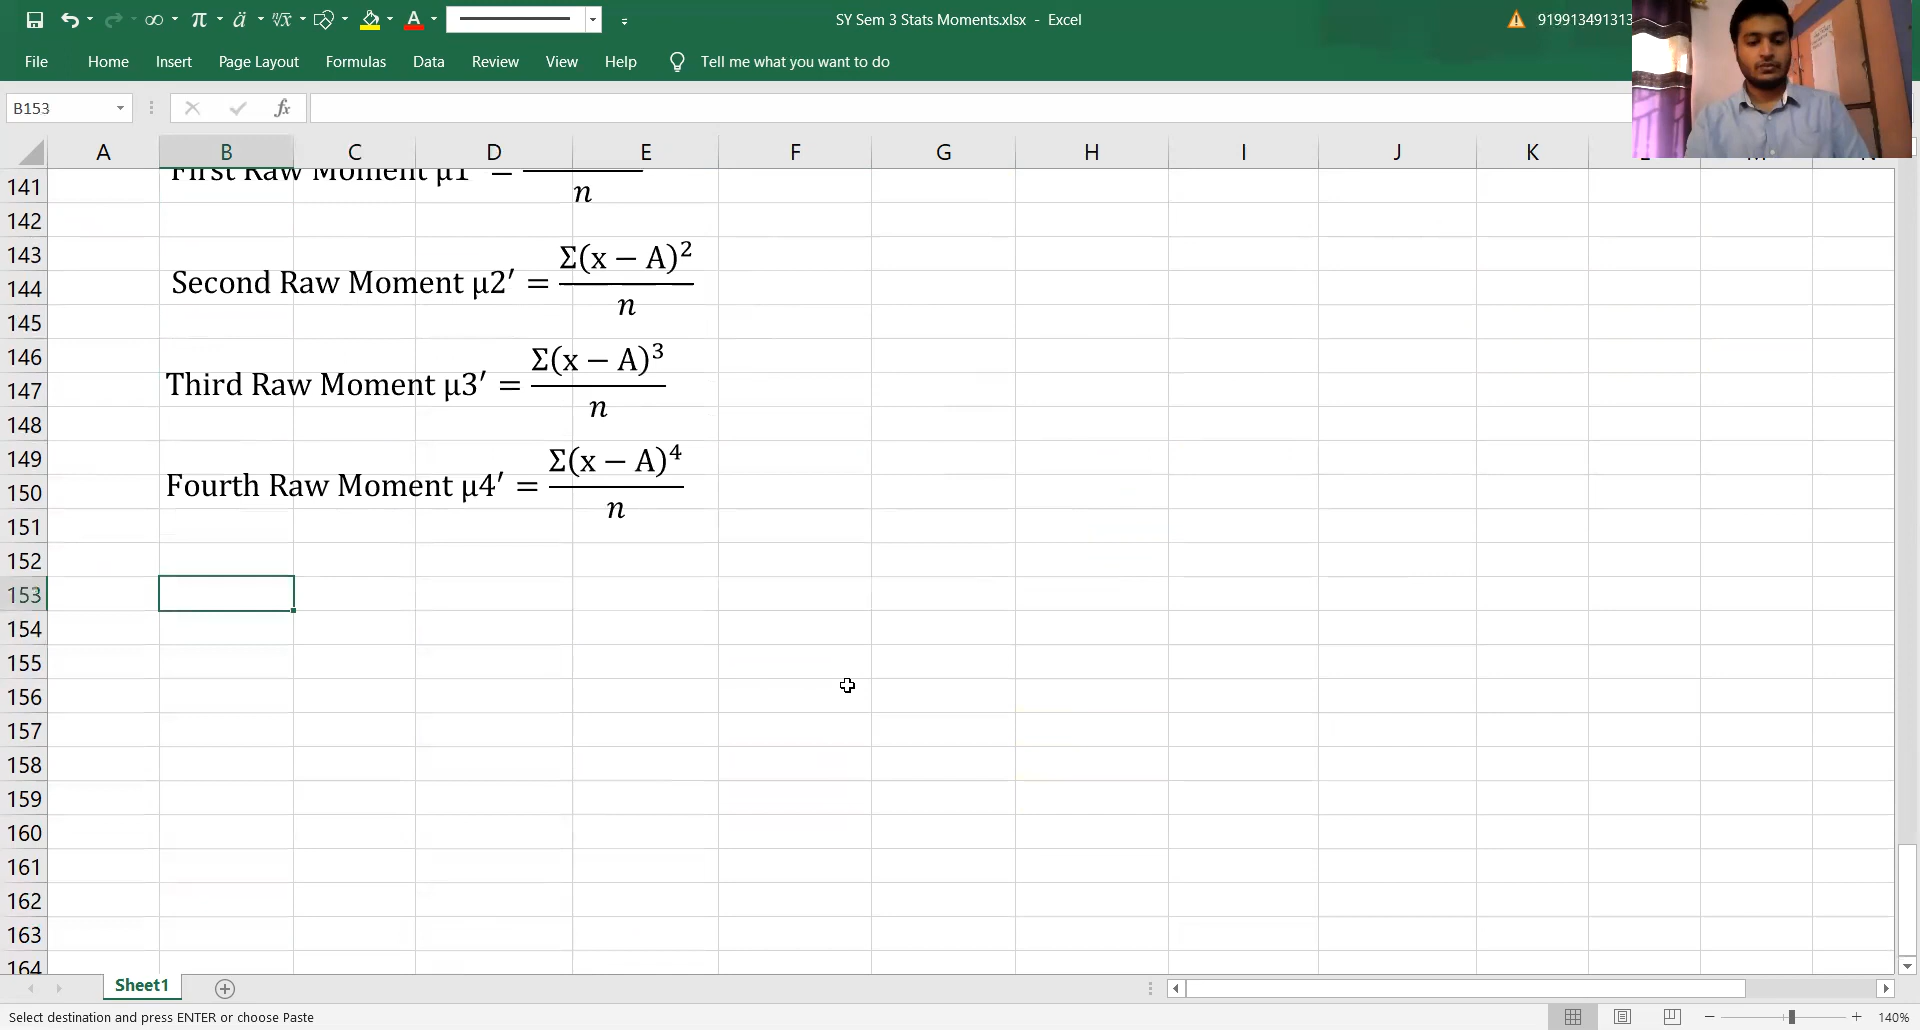 SY Sem 3 Stats Moments.xlsx - Excel
919913491313
File Home Insert Page Layout Formulas Data Review View Help Tell me what you want to do
B153
fx
A B C D E F G H I J K
141
First Raw Moment μ1 = n
142
143
144
Second Raw Moment μ2′ = Σ(x − A)² / n
145
146
147
Third Raw Moment μ3′ = Σ(x − A)³ / n
148
149
150
Fourth Raw Moment μ4′ = Σ(x − A)⁴ / n
151
152
153
154
155
156
157
158
159
160
161
162
163
164
Sheet1
Select destination and press ENTER or choose Paste
140%